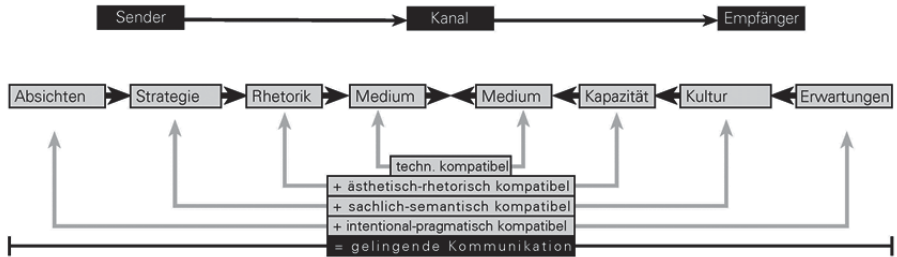 Sender Kanal Empfänger
Absichten Strategie Rhetorik Medium Medium Kapazität Kultur Erwartungen
techn. kompatibel
+ ästhetisch-rhetorisch kompatibel
+ sachlich-semantisch kompatibel
+ intentional-pragmatisch kompatibel
= gelingende Kommunikation